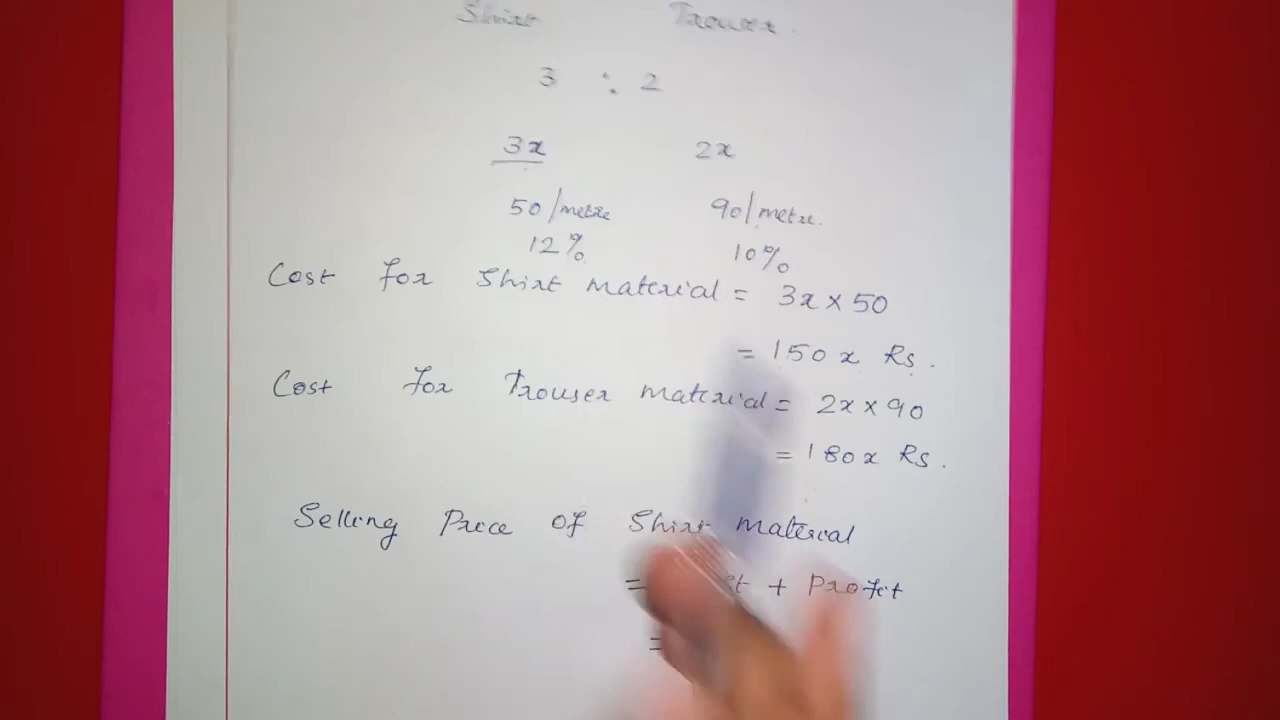 Shirt Trouser.
3 : 2
3x 2x
50/metre 90/metre.
12% 10%
Cost for Shirt material = 3x × 50
= 150x Rs.
Cost for Trouser material = 2x × 90
= 180x Rs.
Selling Price of Shirt material
= + Profit
=